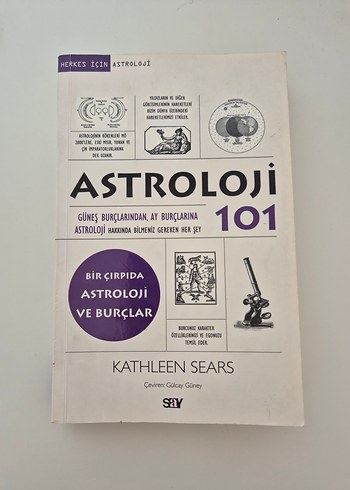 HERKES İÇİN ASTROLOJİ
YILDIZLARIN VE DİĞER
GÖKCİSİMLERİNİN HAREKETLERİ
BİZİM DÜNYA ÜZERİNDEKİ
HAREKETLERİMİZİ ETKİLER.
ASTROLOJİNİN KÖKENLERİ MÖ
2000'LERE, ESKİ MISIR, YUNAN VE
ÇİN İMPARATORLUKLARINA
DEK UZANIR.
ASTROLOJİ
101
GÜNEŞ BURÇLARINDAN, AY BURÇLARINA
ASTROLOJİ HAKKINDA BİLMENİZ GEREKEN HER ŞEY
BİR ÇIRPIDA
ASTROLOJİ
VE BURÇLAR
BURCUNUZ KARAKTER
ÖZELLİKLERİNİZİ VE EGONUZU
TEMSİL EDER.
KATHLEEN SEARS
Çeviren: Gülcay Güney
say